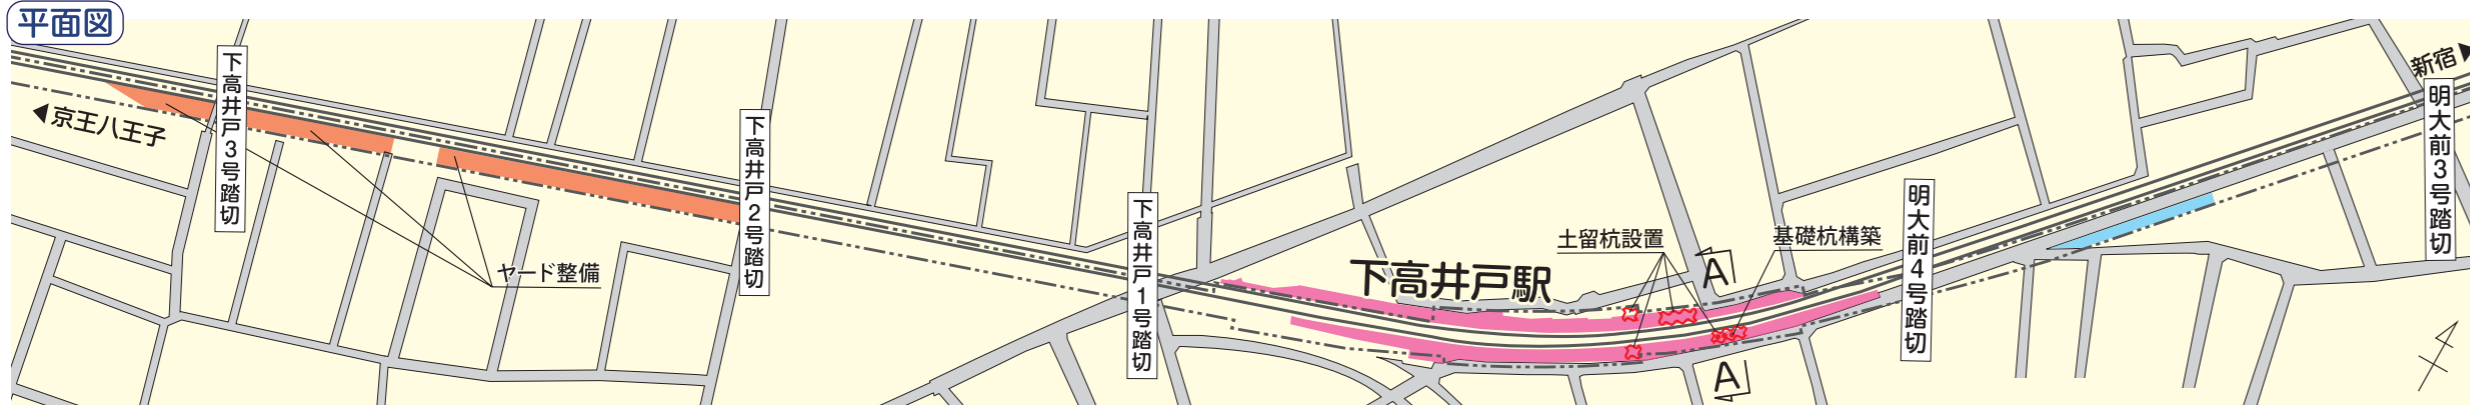 平面図
下高井戸3号踏切
◀京王八王子
ヤード整備
下高井戸2号踏切
下高井戸1号踏切
下高井戸駅
土留杭設置
A
基礎杭構築
A
明大前4号踏切
新宿▶
明大前3号踏切